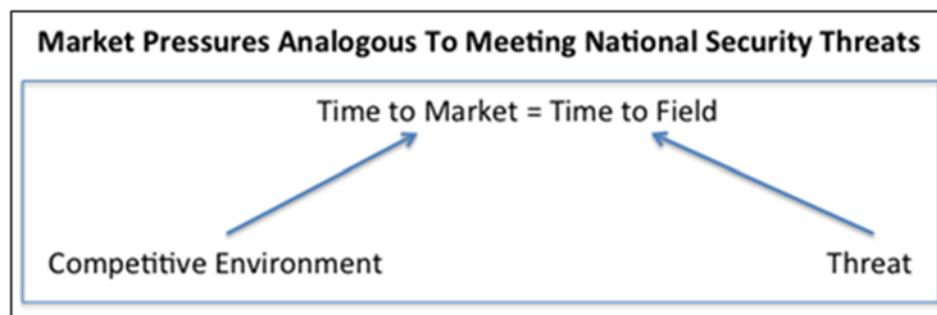 Market Pressures Analogous To Meeting National Security Threats
Time to Market = Time to Field
Competitive Environment
Threat